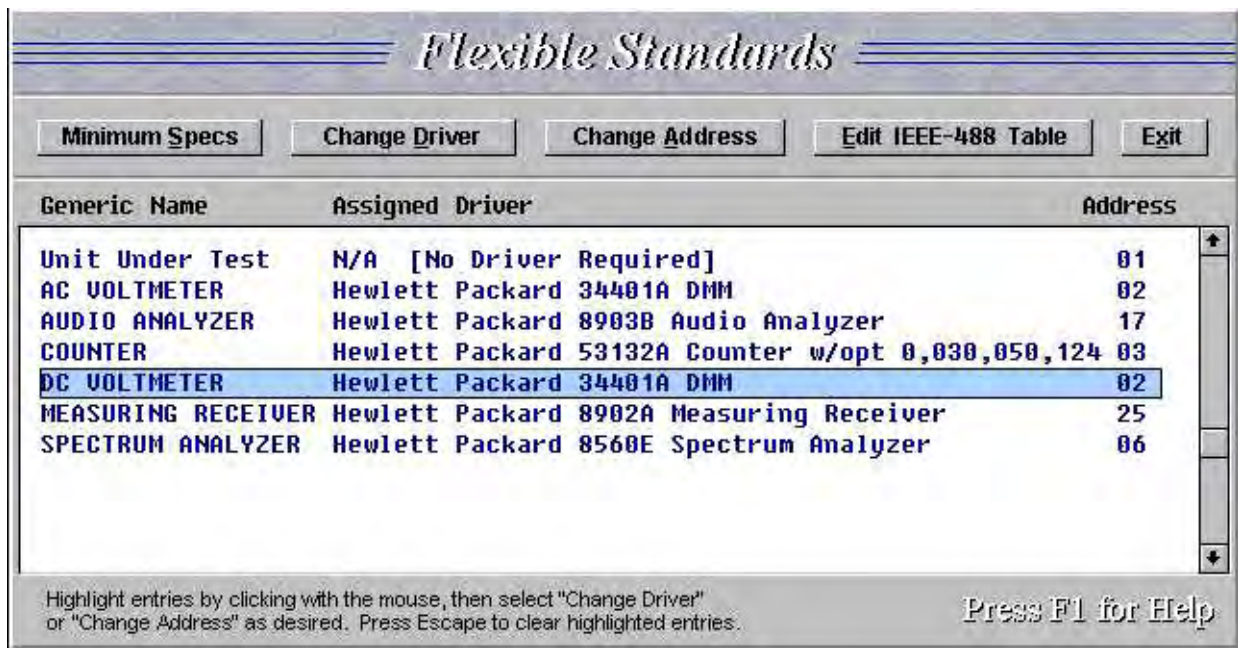 Flexible Standards
Minimum Specs Change Driver Change Address Edit IEEE-488 Table Exit
Generic Name Assigned Driver Address
Unit Under Test N/A [No Driver Required] 01
AC VOLTMETER Hewlett Packard 34401A DMM 02
AUDIO ANALYZER Hewlett Packard 8903B Audio Analyzer 17
COUNTER Hewlett Packard 53132A Counter w/opt 0,030,050,124 03
DC VOLTMETER Hewlett Packard 34401A DMM 02
MEASURING RECEIVER Hewlett Packard 8902A Measuring Receiver 25
SPECTRUM ANALYZER Hewlett Packard 8560E Spectrum Analyzer 06
Highlight entries by clicking with the mouse, then select "Change Driver"
or "Change Address" as desired. Press Escape to clear highlighted entries.
Press F1 for Help